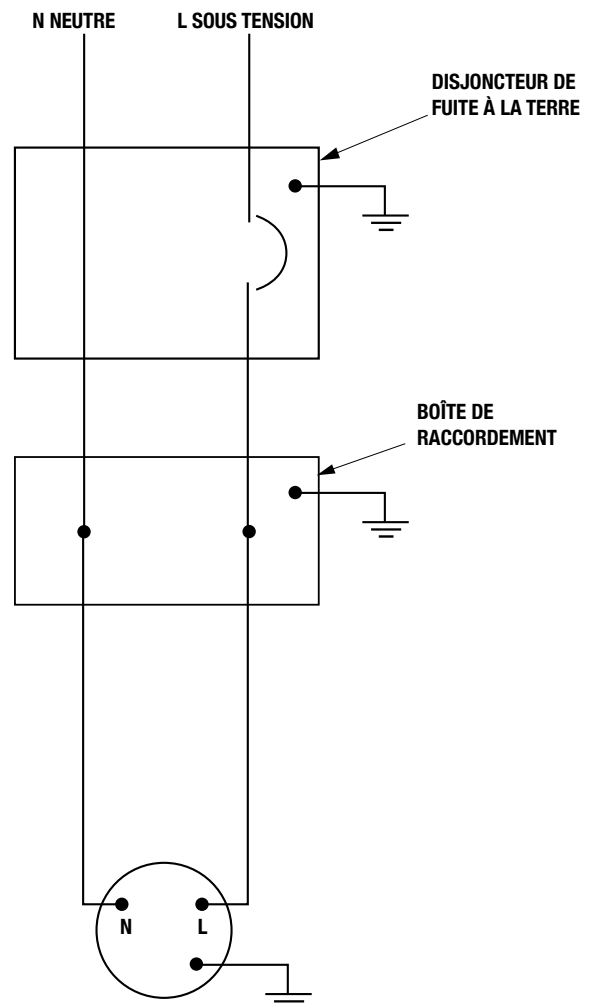 N NEUTRE
L SOUS TENSION
DISJONCTEUR DE
FUITE À LA TERRE
BOÎTE DE
RACCORDEMENT
N
L